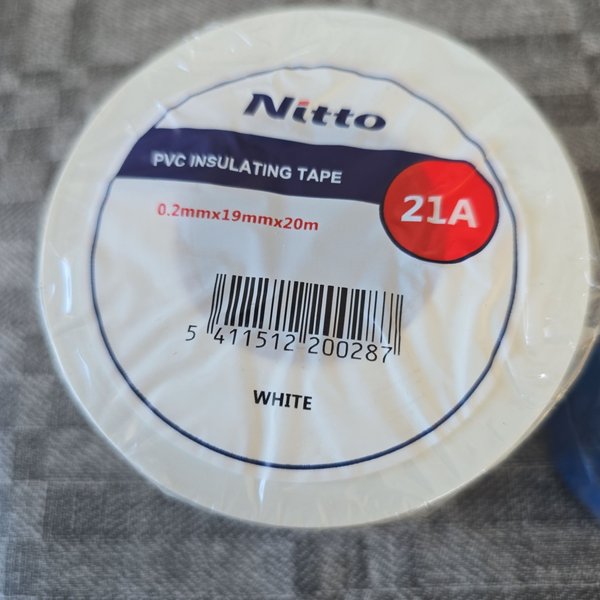 Nitto
PVC INSULATING TAPE
21A
0.2mmx19mmx20m
5 411512 200287
WHITE